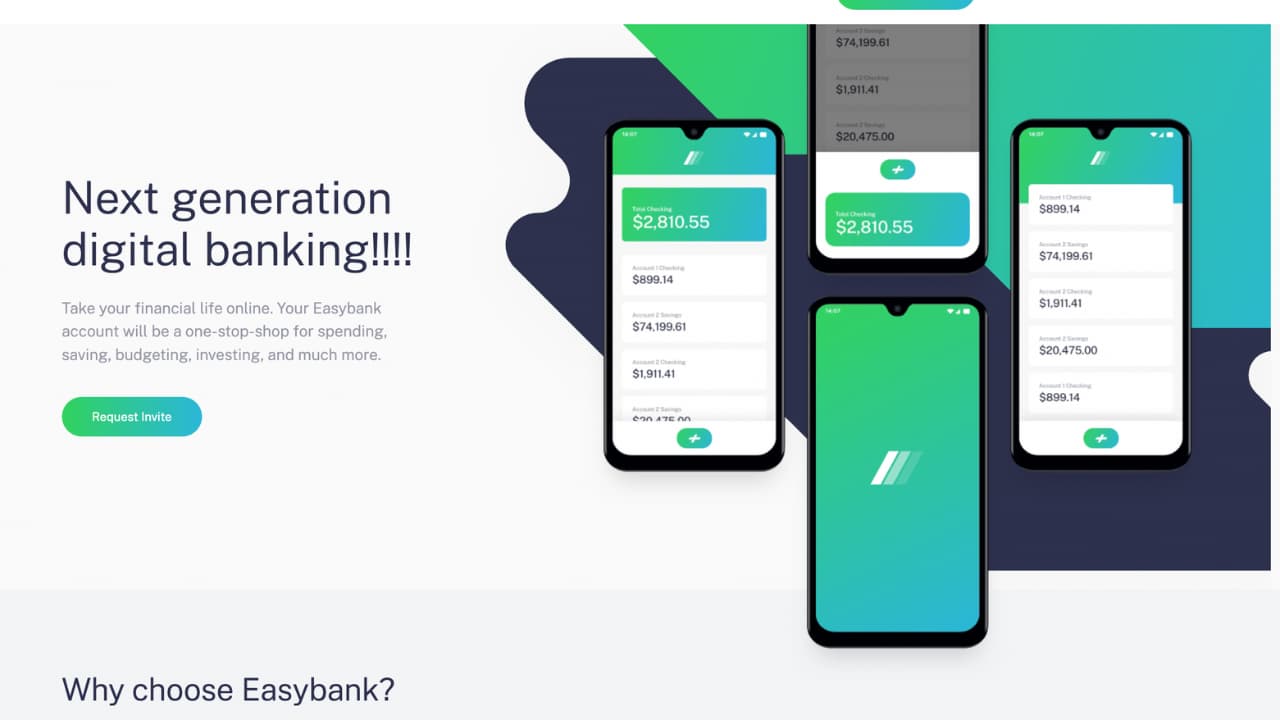 Next generation
digital banking!!!!
Take your financial life online. Your Easybank
account will be a one-stop-shop for spending,
saving, budgeting, investing, and much more.
Request Invite
14:07
Total Checking
$2,810.55
Account 1 Checking
$899.14
Account 2 Savings
$74,199.61
Account 2 Checking
$1,911.41
Account 2 Savings
$20,475.00
Account 2 Savings
$74,199.61
Account 2 Checking
$1,911.41
Account 2 Savings
$20,475.00
Total Checking
$2,810.55
14:07
14:07
Account 1 Checking
$899.14
Account 2 Savings
$74,199.61
Account 2 Checking
$1,911.41
Account 2 Savings
$20,475.00
Account 1 Checking
$899.14
Why choose Easybank?